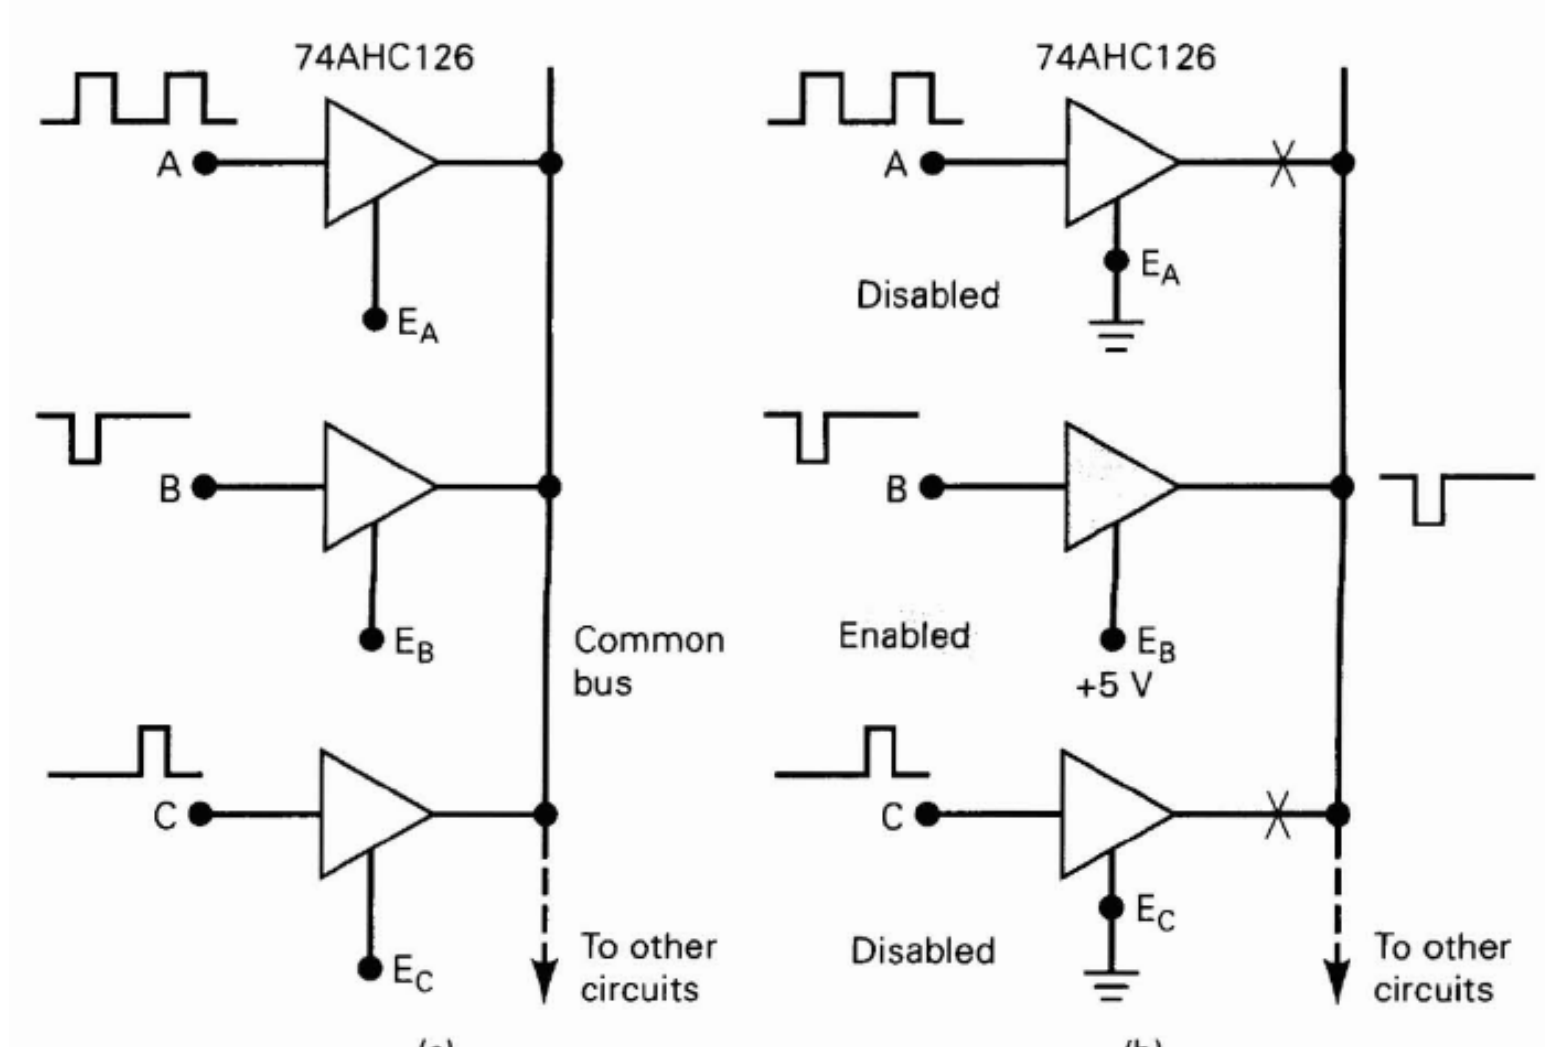 74AHC126
A
E_A
B
E_B
Common
bus
C
E_C
To other
circuits
(a)
74AHC126
A
E_A
Disabled
B
Enabled
E_B
+5 V
C
E_C
Disabled
To other
circuits
(b)